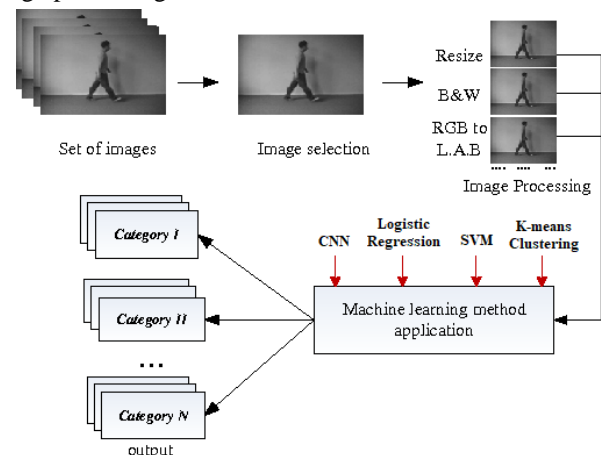 Set of images
Image selection
Resize
B&W
RGB to
L.A.B
.... .... ...
Image Processing
CNN
Logistic
Regression
SVM
K-means
Clustering
Machine learning method
application
Category I
Category II
...
Category N
output